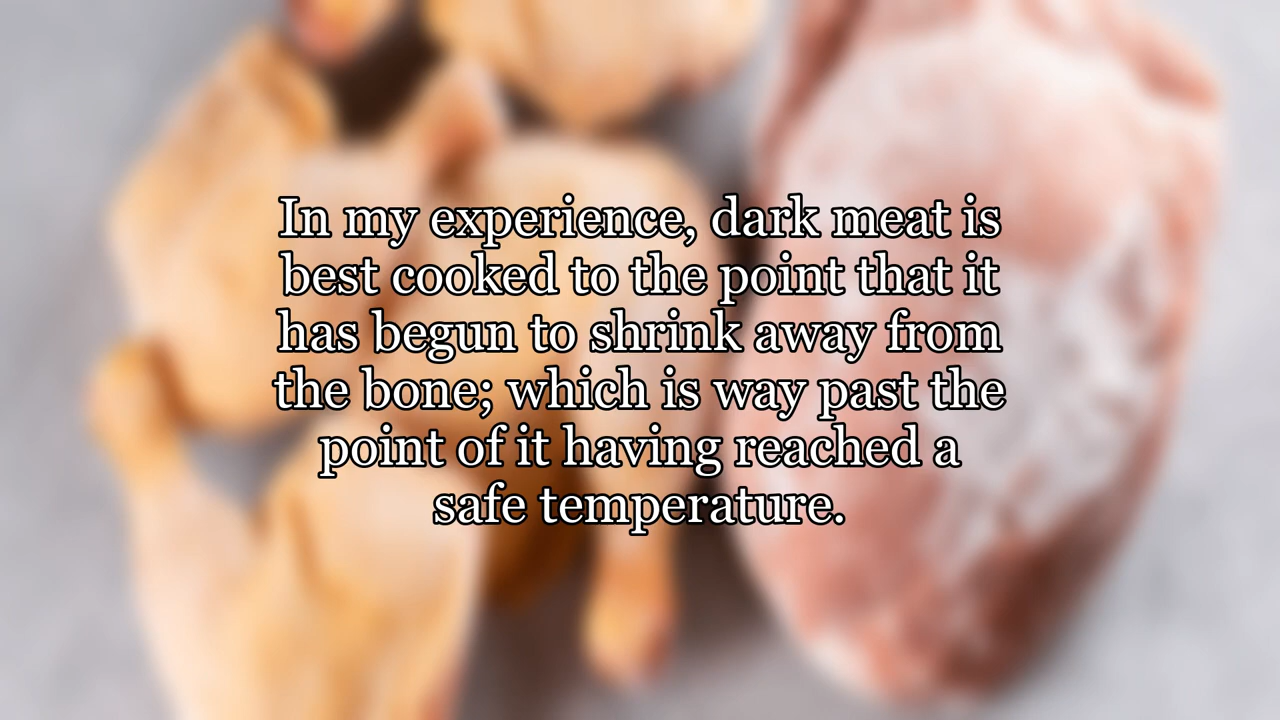 In my experience, dark meat is
best cooked to the point that it
has begun to shrink away from
the bone; which is way past the
point of it having reached a
safe temperature.